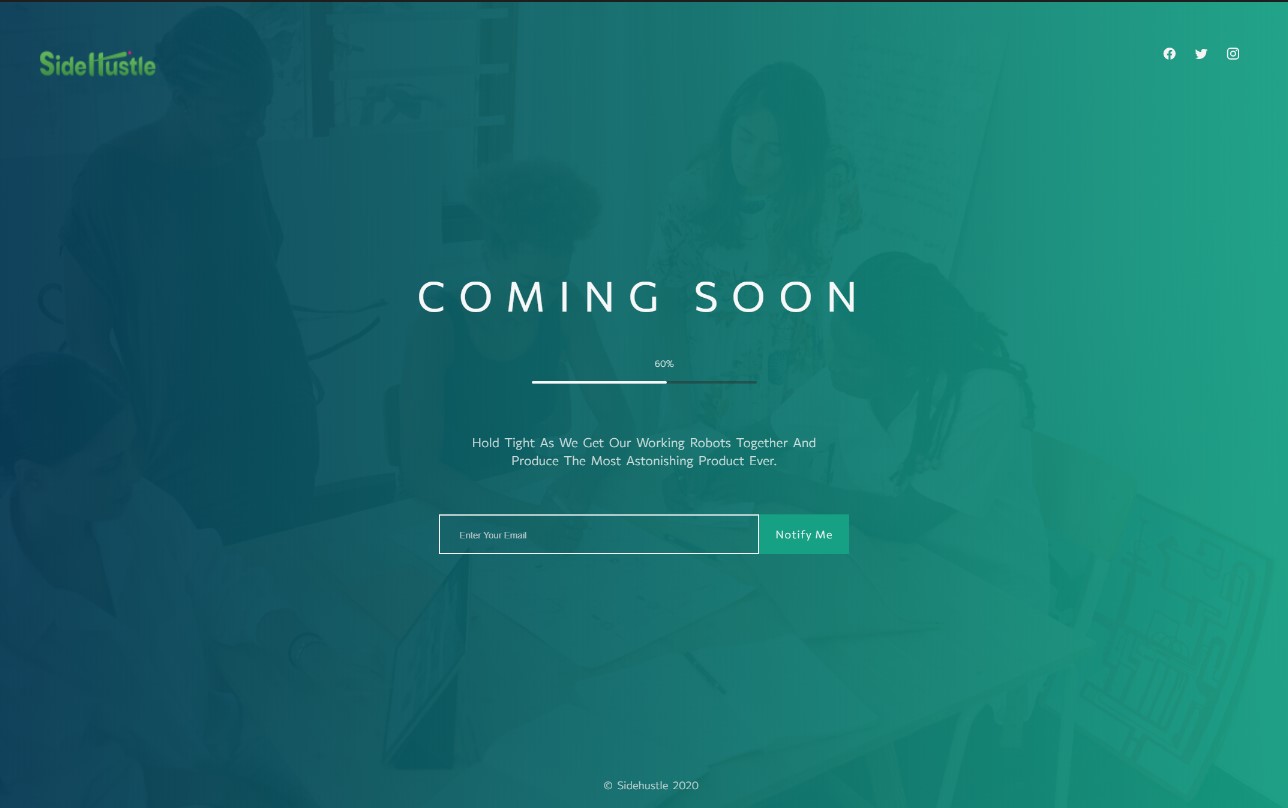 SideHustle
COMING SOON
60%
Hold Tight As We Get Our Working Robots Together And
Produce The Most Astonishing Product Ever.
Enter Your Email
Notify Me
© Sidehustle 2020